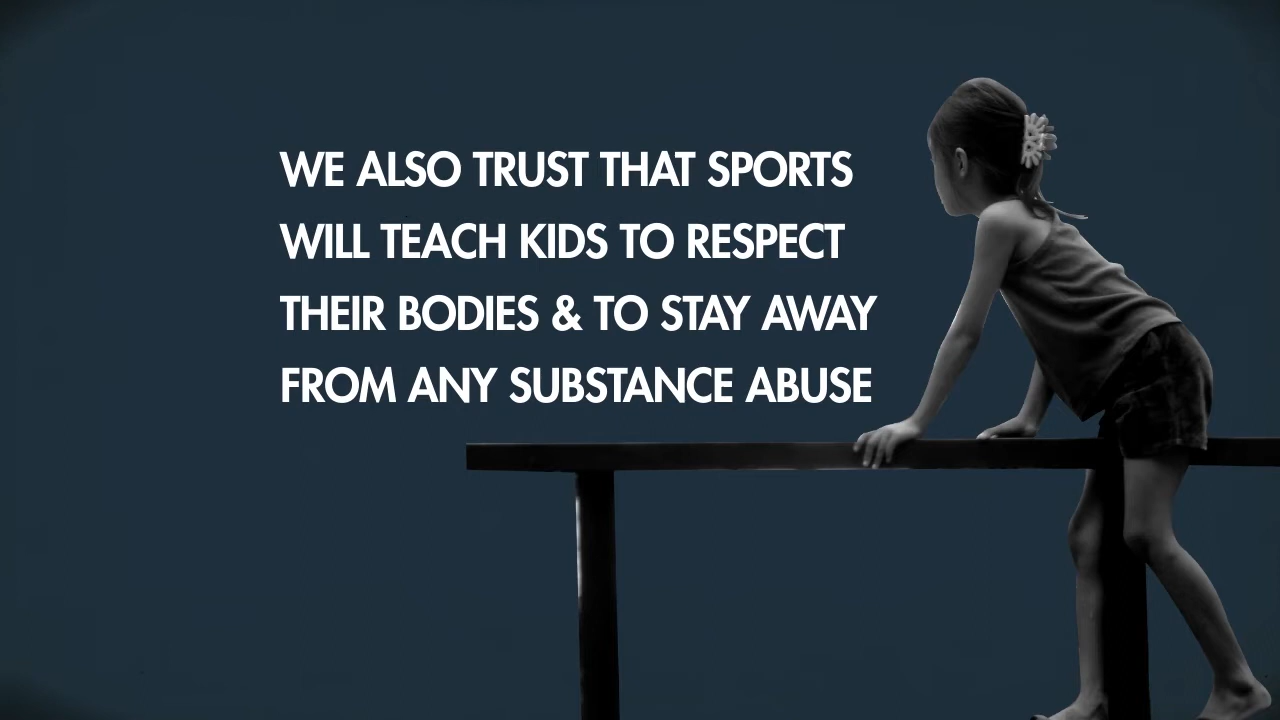 WE ALSO TRUST THAT SPORTS
WILL TEACH KIDS TO RESPECT
THEIR BODIES & TO STAY AWAY
FROM ANY SUBSTANCE ABUSE